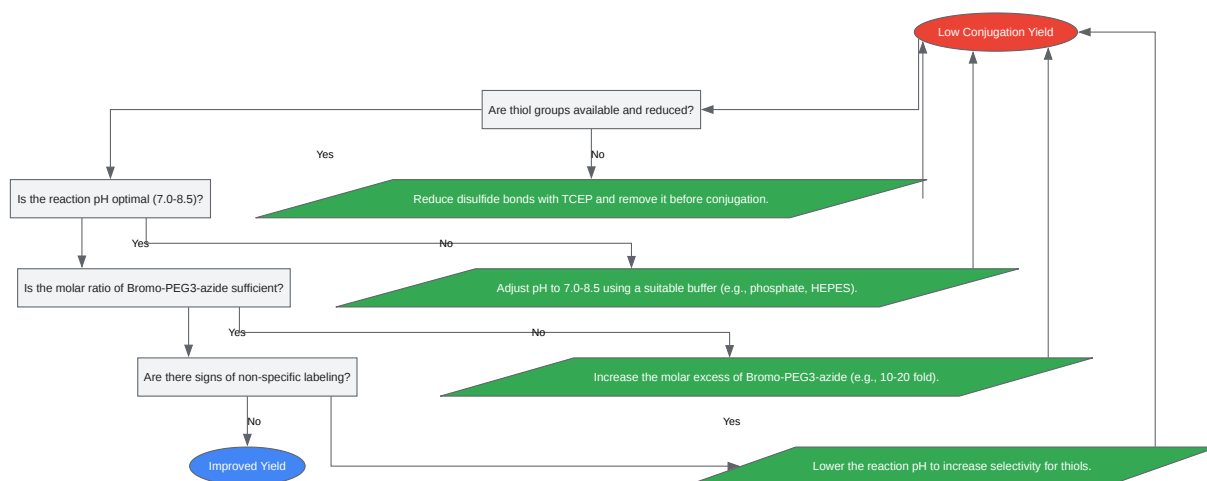 Low Conjugation Yield
Are thiol groups available and reduced?
Yes
No
Is the reaction pH optimal (7.0-8.5)?
Reduce disulfide bonds with TCEP and remove it before conjugation.
Yes
No
Is the molar ratio of Bromo-PEG3-azide sufficient?
Adjust pH to 7.0-8.5 using a suitable buffer (e.g., phosphate, HEPES).
Yes
No
Are there signs of non-specific labeling?
Increase the molar excess of Bromo-PEG3-azide (e.g., 10-20 fold).
No
Yes
Improved Yield
Lower the reaction pH to increase selectivity for thiols.